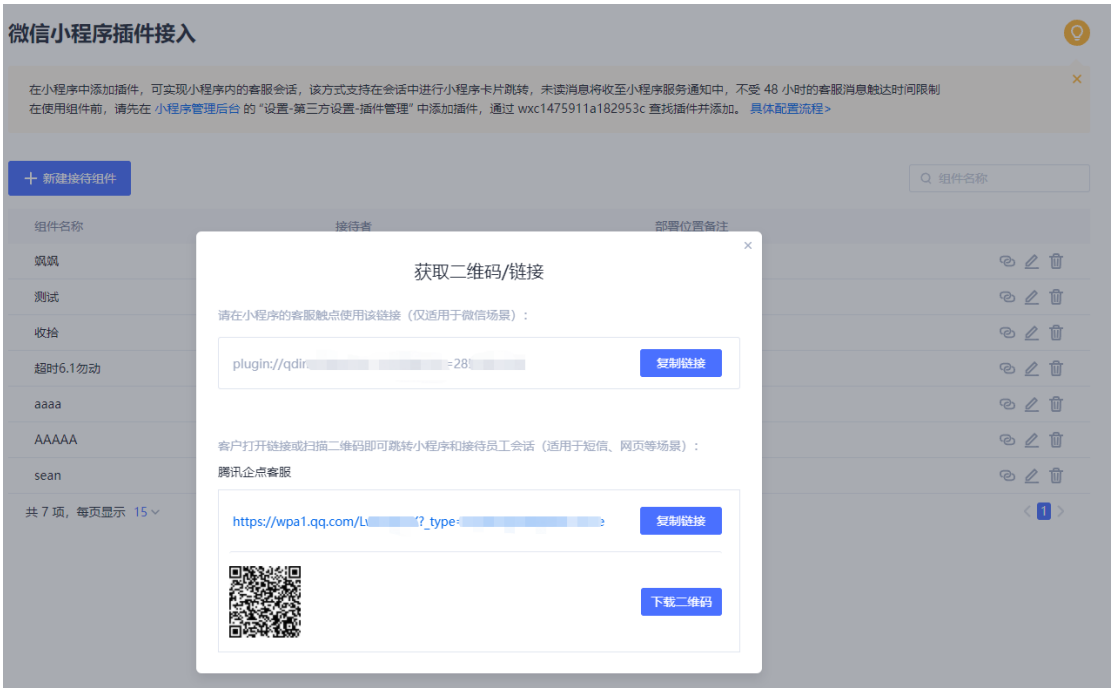 微信小程序插件接入
在小程序中添加插件，可实现小程序内的客服会话，该方式支持在会话中进行小程序卡片跳转，未读消息将收至小程序服务通知中，不受 48 小时的客服消息触达时间限制
在使用组件前，请先在 小程序管理后台 的 “设置-第三方设置-插件管理” 中添加插件，通过 wxc1475911a182953c 查找插件并添加。 具体配置流程>
新建接待组件
组件名称
组件名称 接待者 部署位置备注
飒飒
测试
收拾
超时6.1勿动
aaaa
AAAAA
sean
共 7 项，每页显示 15
1
获取二维码/链接
请在小程序的客服触点使用该链接（仅适用于微信场景）：
plugin://qdir =28
复制链接
客户打开链接或扫描二维码即可跳转小程序和接待员工会话（适用于短信、网页等场景）：
腾讯企点客服
https://wpa1.qq.com/L ?_type= e
复制链接
下载二维码